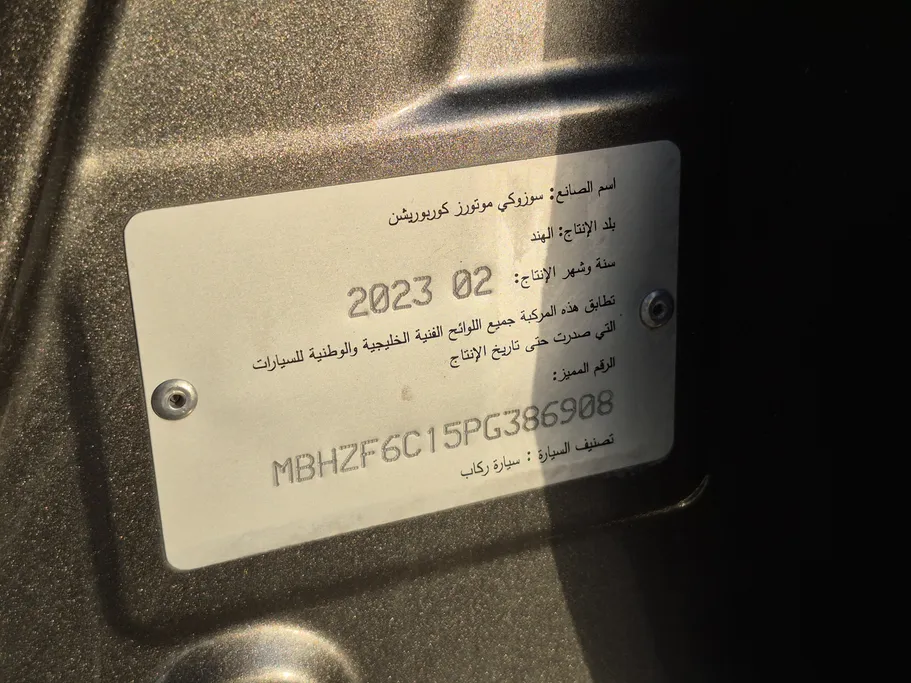 اسم الصانع: سوزوكي موتورز كوربوريشن
بلد الإنتاج: الهند
سنة وشهر الإنتاج: 2023 02
تطابق هذه المركبة جميع اللوائح الفنية الخليجية والوطنية للسيارات
التي صدرت حتى تاريخ الإنتاج
الرقم المميز:
MBHZF6C15PG386908
تصنيف السيارة : سيارة ركاب